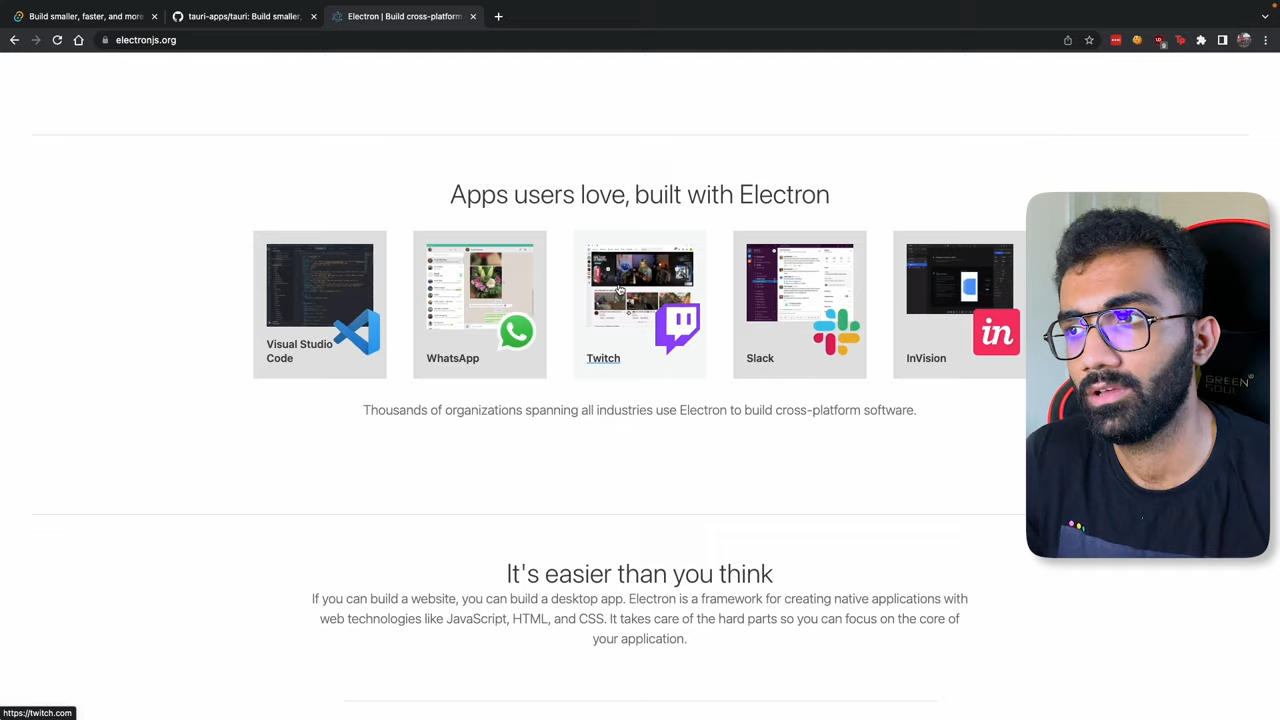 Build smaller, faster, and more
tauri-apps/tauri: Build smaller,
Electron | Build cross-platform
electronjs.org
Apps users love, built with Electron
Visual Studio
Code
WhatsApp
Twitch
Slack
in
InVision
Thousands of organizations spanning all industries use Electron to build cross-platform software.
It's easier than you think
If you can build a website, you can build a desktop app. Electron is a framework for creating native applications with
web technologies like JavaScript, HTML, and CSS. It takes care of the hard parts so you can focus on the core of
your application.
GREEN
SOUL
https://twitch.com